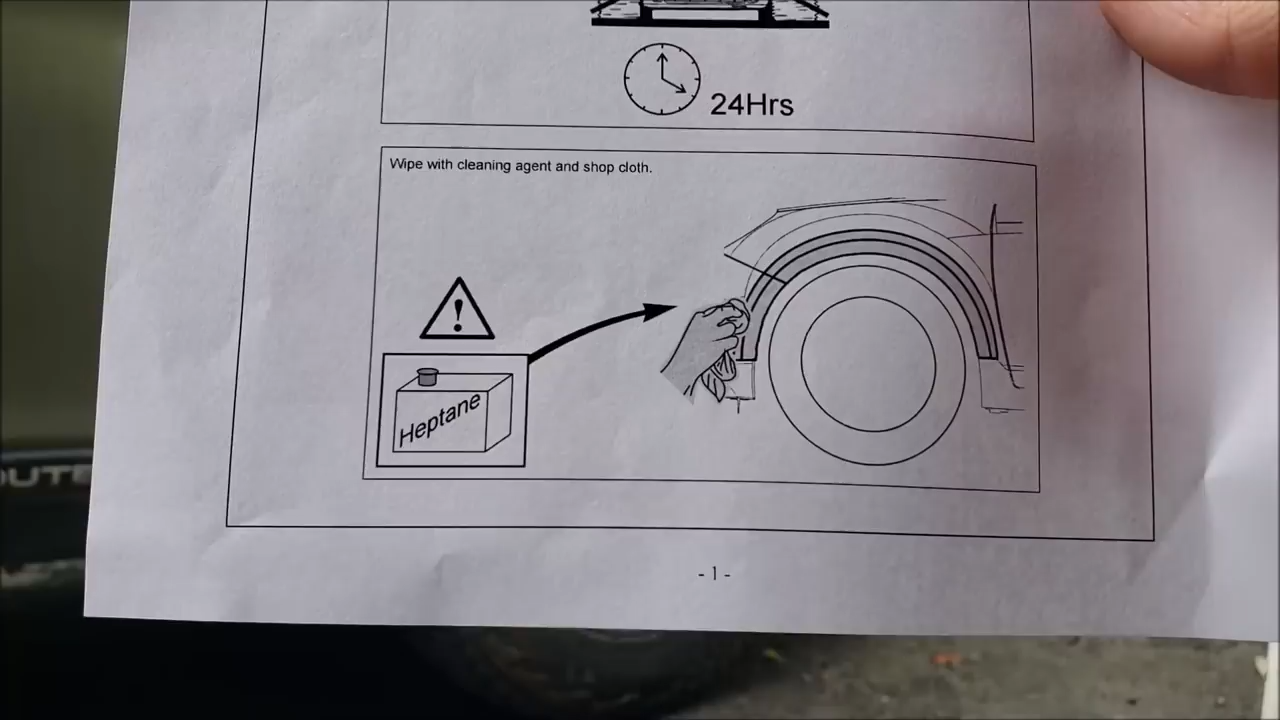 24Hrs
Wipe with cleaning agent and shop cloth.
!
Heptane
- 1 -